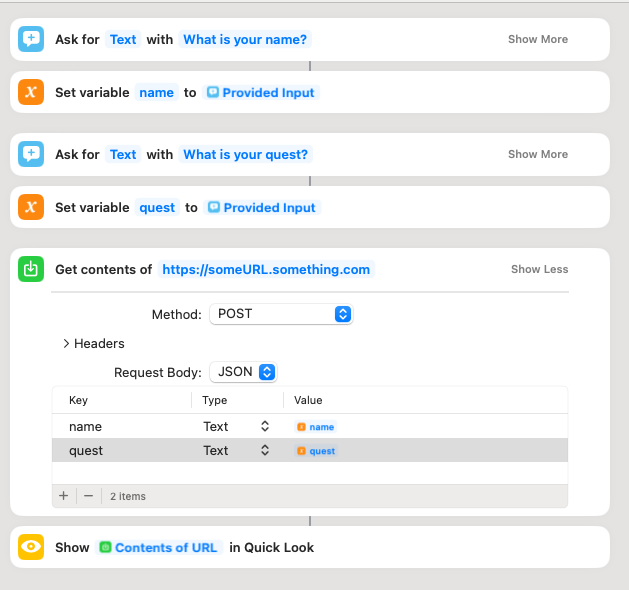 Ask for Text with What is your name? Show More
Set variable name to Provided Input
Ask for Text with What is your quest? Show More
Set variable quest to Provided Input
Get contents of https://someURL.something.com Show Less
Method: POST
Headers
Request Body: JSON
Key Type Value
name Text name
quest Text quest
+ − 2 items
Show Contents of URL in Quick Look